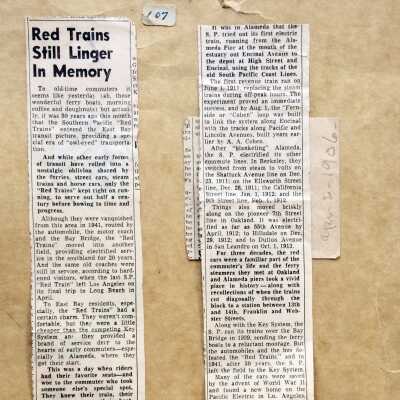 107
Red Trains
Still Linger
In Memory
To old-time commuters it
seems like yesterday (ah, those
wonderful ferry boats, morning
coffee and doughnuts) but actual-
ly, it was 50 years ago this month
that the Southern Pacific "Red
Trains" entered the East Bay
transit picture, providing a spe-
cial era of "owl-ered" transporta-
tion.
And while other early forms
of transit have rolled into a
nostalgic oblivion shared by
the ferries, street cars, steam
trains and horse cars, only the
"Red Trains" kept right on run-
ning, to serve out half a cen-
tury before bowing to time and
progress.
Although they were vanquished
from this area in 1941, routed
by the automobile, the motor coach
and the Bay Bridge, the "Red
Trains" moved into another
field, providing electrified serv-
ice in the southland for 20 years.
And the same old coaches were
still in service, according to hard-
ened visitors, when the last S.P.
"Red Train" left Los Angeles on
its final trip to Long Beach in
April.
To East Bay residents, espe-
cially, the "Red Trains" had a
certain charm. They weren't com-
fortable, but they were a little
cheaper than the competing Key
System and they provided a
brand of service dear to the
hearts of early commuters—espe-
cially in Alameda, where they
got their start.
This was a day when riders
had their favorite seats—and
woe to the commuter who took
someone else's special spot.
They knew their train, their
It was in Alameda that the
S. P. tried out its first electric
train, running from the Ala-
meda Pier at the mouth of the
estuary out Encinal Avenue to
the depot at High Street and
Encinal, using the tracks of the
old South Pacific Coast Lines.
The first revenue train ran on
June 1, 1911, replacing the steam
trains during off-peak hours. The
experiment proved an immediate
success, and by Aug. 1, the "Fern-
side or "Cohen" loop was built
to link the system along Encinal
with the tracks along Pacific and
Lincoln Avenues, built years ear-
lier by A. A. Cohen.
After "blanketing" Alameda,
the S. P. electrified its other
commute lines. In Berkeley, they
switched from steam to volts on
the Shattuck Avenue line on Dec.
23, 1911; on the Ellsworth Street
line, Dec. 28, 1911; the California
Street line, Jan. 1, 1912; and the
9th Street line, Feb. 1, 1912.
Things also moved briskly
along on the pioneer 7th Street
line in Oakland. It was electri-
fied as far as 55th Avenue by
April, 1912; to Hillsdale on Dec.
29, 1912; and to Dutton Avenue
in San Leandro on Oct. 1, 1912.
For three decades, the red
cars were a familiar part of the
commuter's life and the ferry
steamers they met at Oakland
and Alameda piers took a vivid
place in history—along with
recollections of when the trains
cut diagonally through the
block to a station between 13th
and 14th, Franklin and Web-
ster Streets.
Along with the Key System, the
S. P. ran its trains over the Bay
Bridge in 1939, sending the ferry
boats to a reluctant mortuary. But
the automobiles and the bus de-
feated the "Red Trains," and in
1941, after 30 years, the S. P.
left the field to the Key System.
Many of the cars were saved
by the advent of World War II
and found a new home on the
Pacific Electric in Los Angeles,